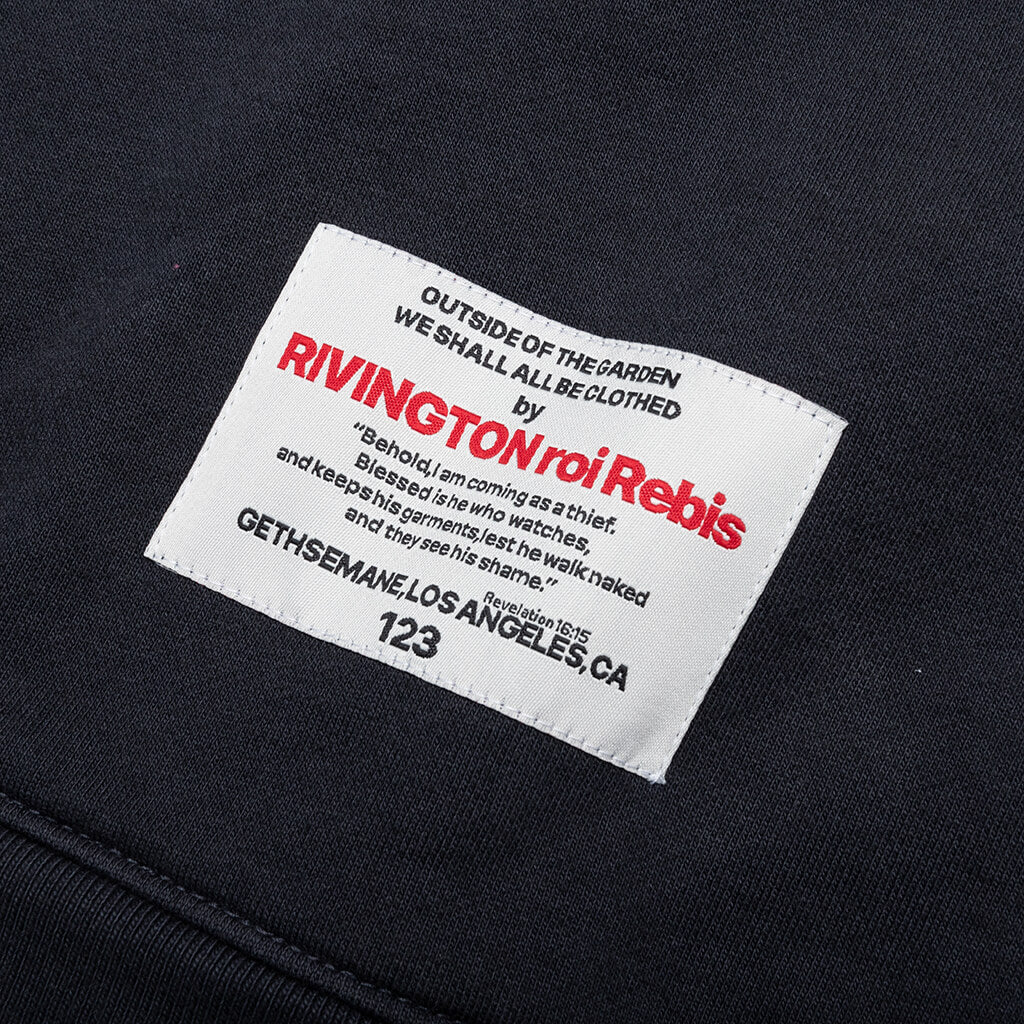 OUTSIDE OF THE GARDEN
WE SHALL ALL BE CLOTHED
by
RIVINGTON roi Rebis
“Behold, I am coming as a thief.
Blessed is he who watches,
and keeps his garments, lest he walk naked
and they see his shame.”
Revelation 16:15
GETHSEMANE, LOS ANGELES, CA
123